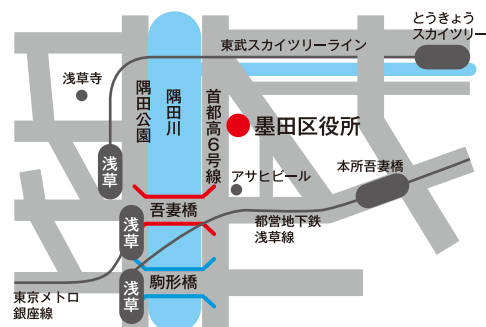 とうきょう
スカイツリー
東武スカイツリーライン
浅草寺
隅田公園
隅田川
首都高6号線
墨田区役所
浅草
アサヒビール
本所吾妻橋
吾妻橋
浅草
都営地下鉄
浅草線
駒形橋
浅草
東京メトロ
銀座線